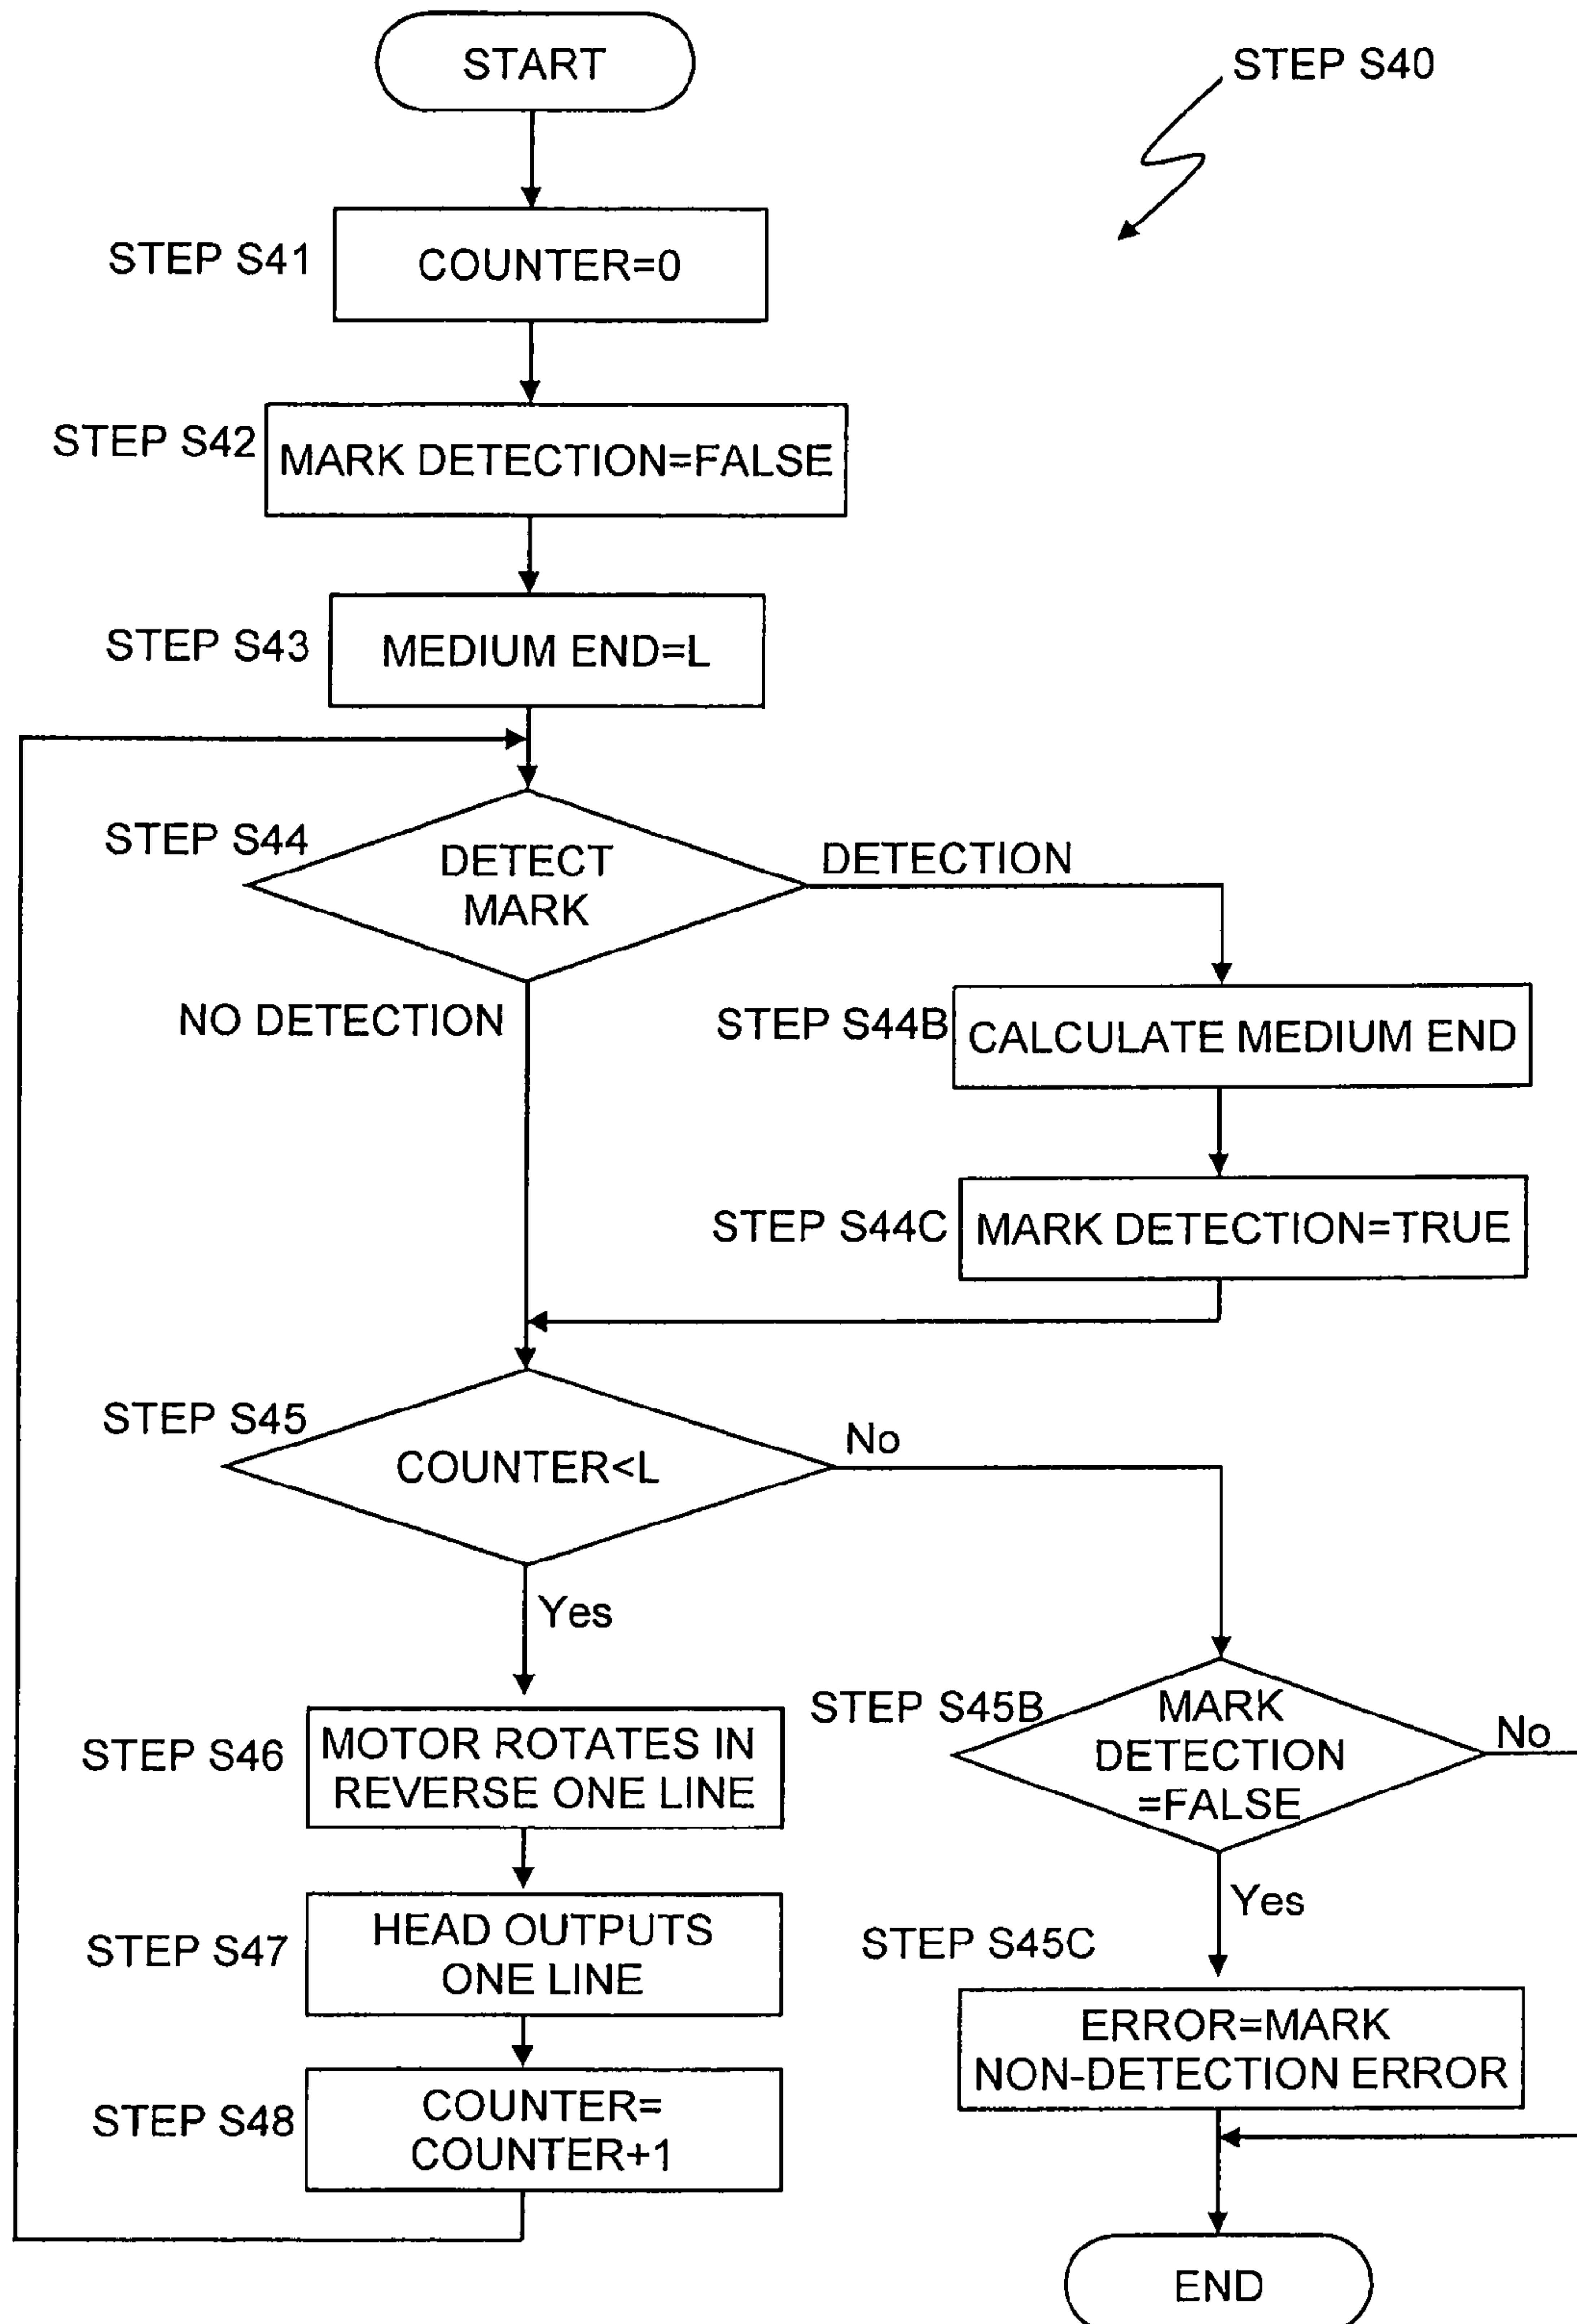 START
STEP S40
STEP S41
COUNTER=0
STEP S42
MARK DETECTION=FALSE
STEP S43
MEDIUM END=L
STEP S44
DETECT
MARK
DETECTION
NO DETECTION
STEP S44B
CALCULATE MEDIUM END
STEP S44C
MARK DETECTION=TRUE
STEP S45
COUNTER<L
No
Yes
STEP S45B
MARK
DETECTION
=FALSE
No
STEP S46
MOTOR ROTATES IN
REVERSE ONE LINE
Yes
STEP S47
HEAD OUTPUTS
ONE LINE
STEP S45C
ERROR=MARK
NON-DETECTION ERROR
STEP S48
COUNTER=
COUNTER+1
END